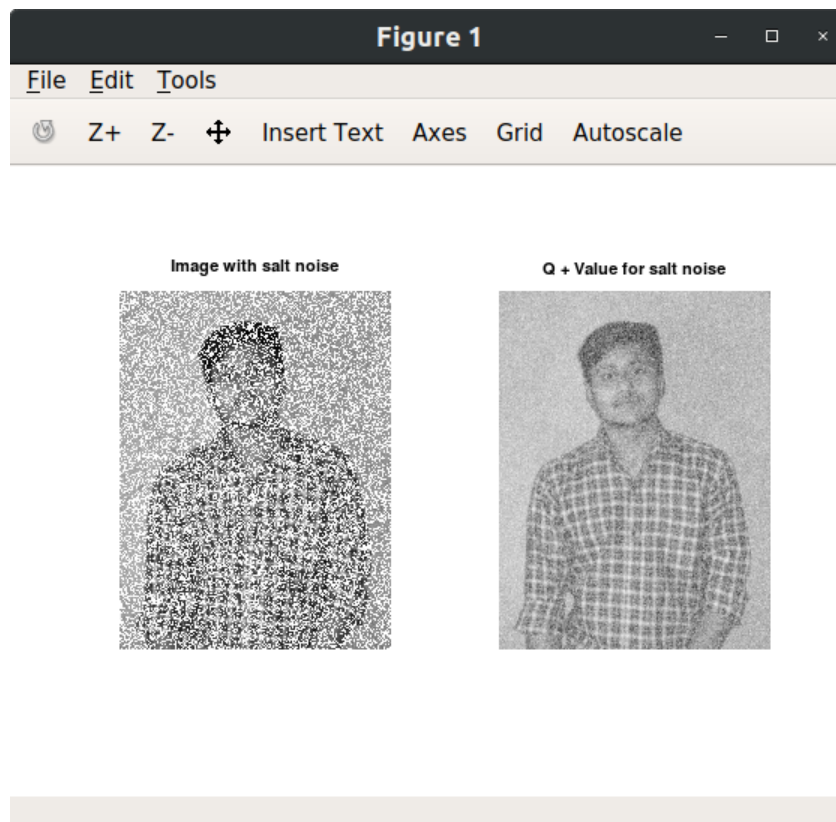 Figure 1
File Edit Tools
Z+ Z- Insert Text Axes Grid Autoscale
Image with salt noise
Q + Value for salt noise